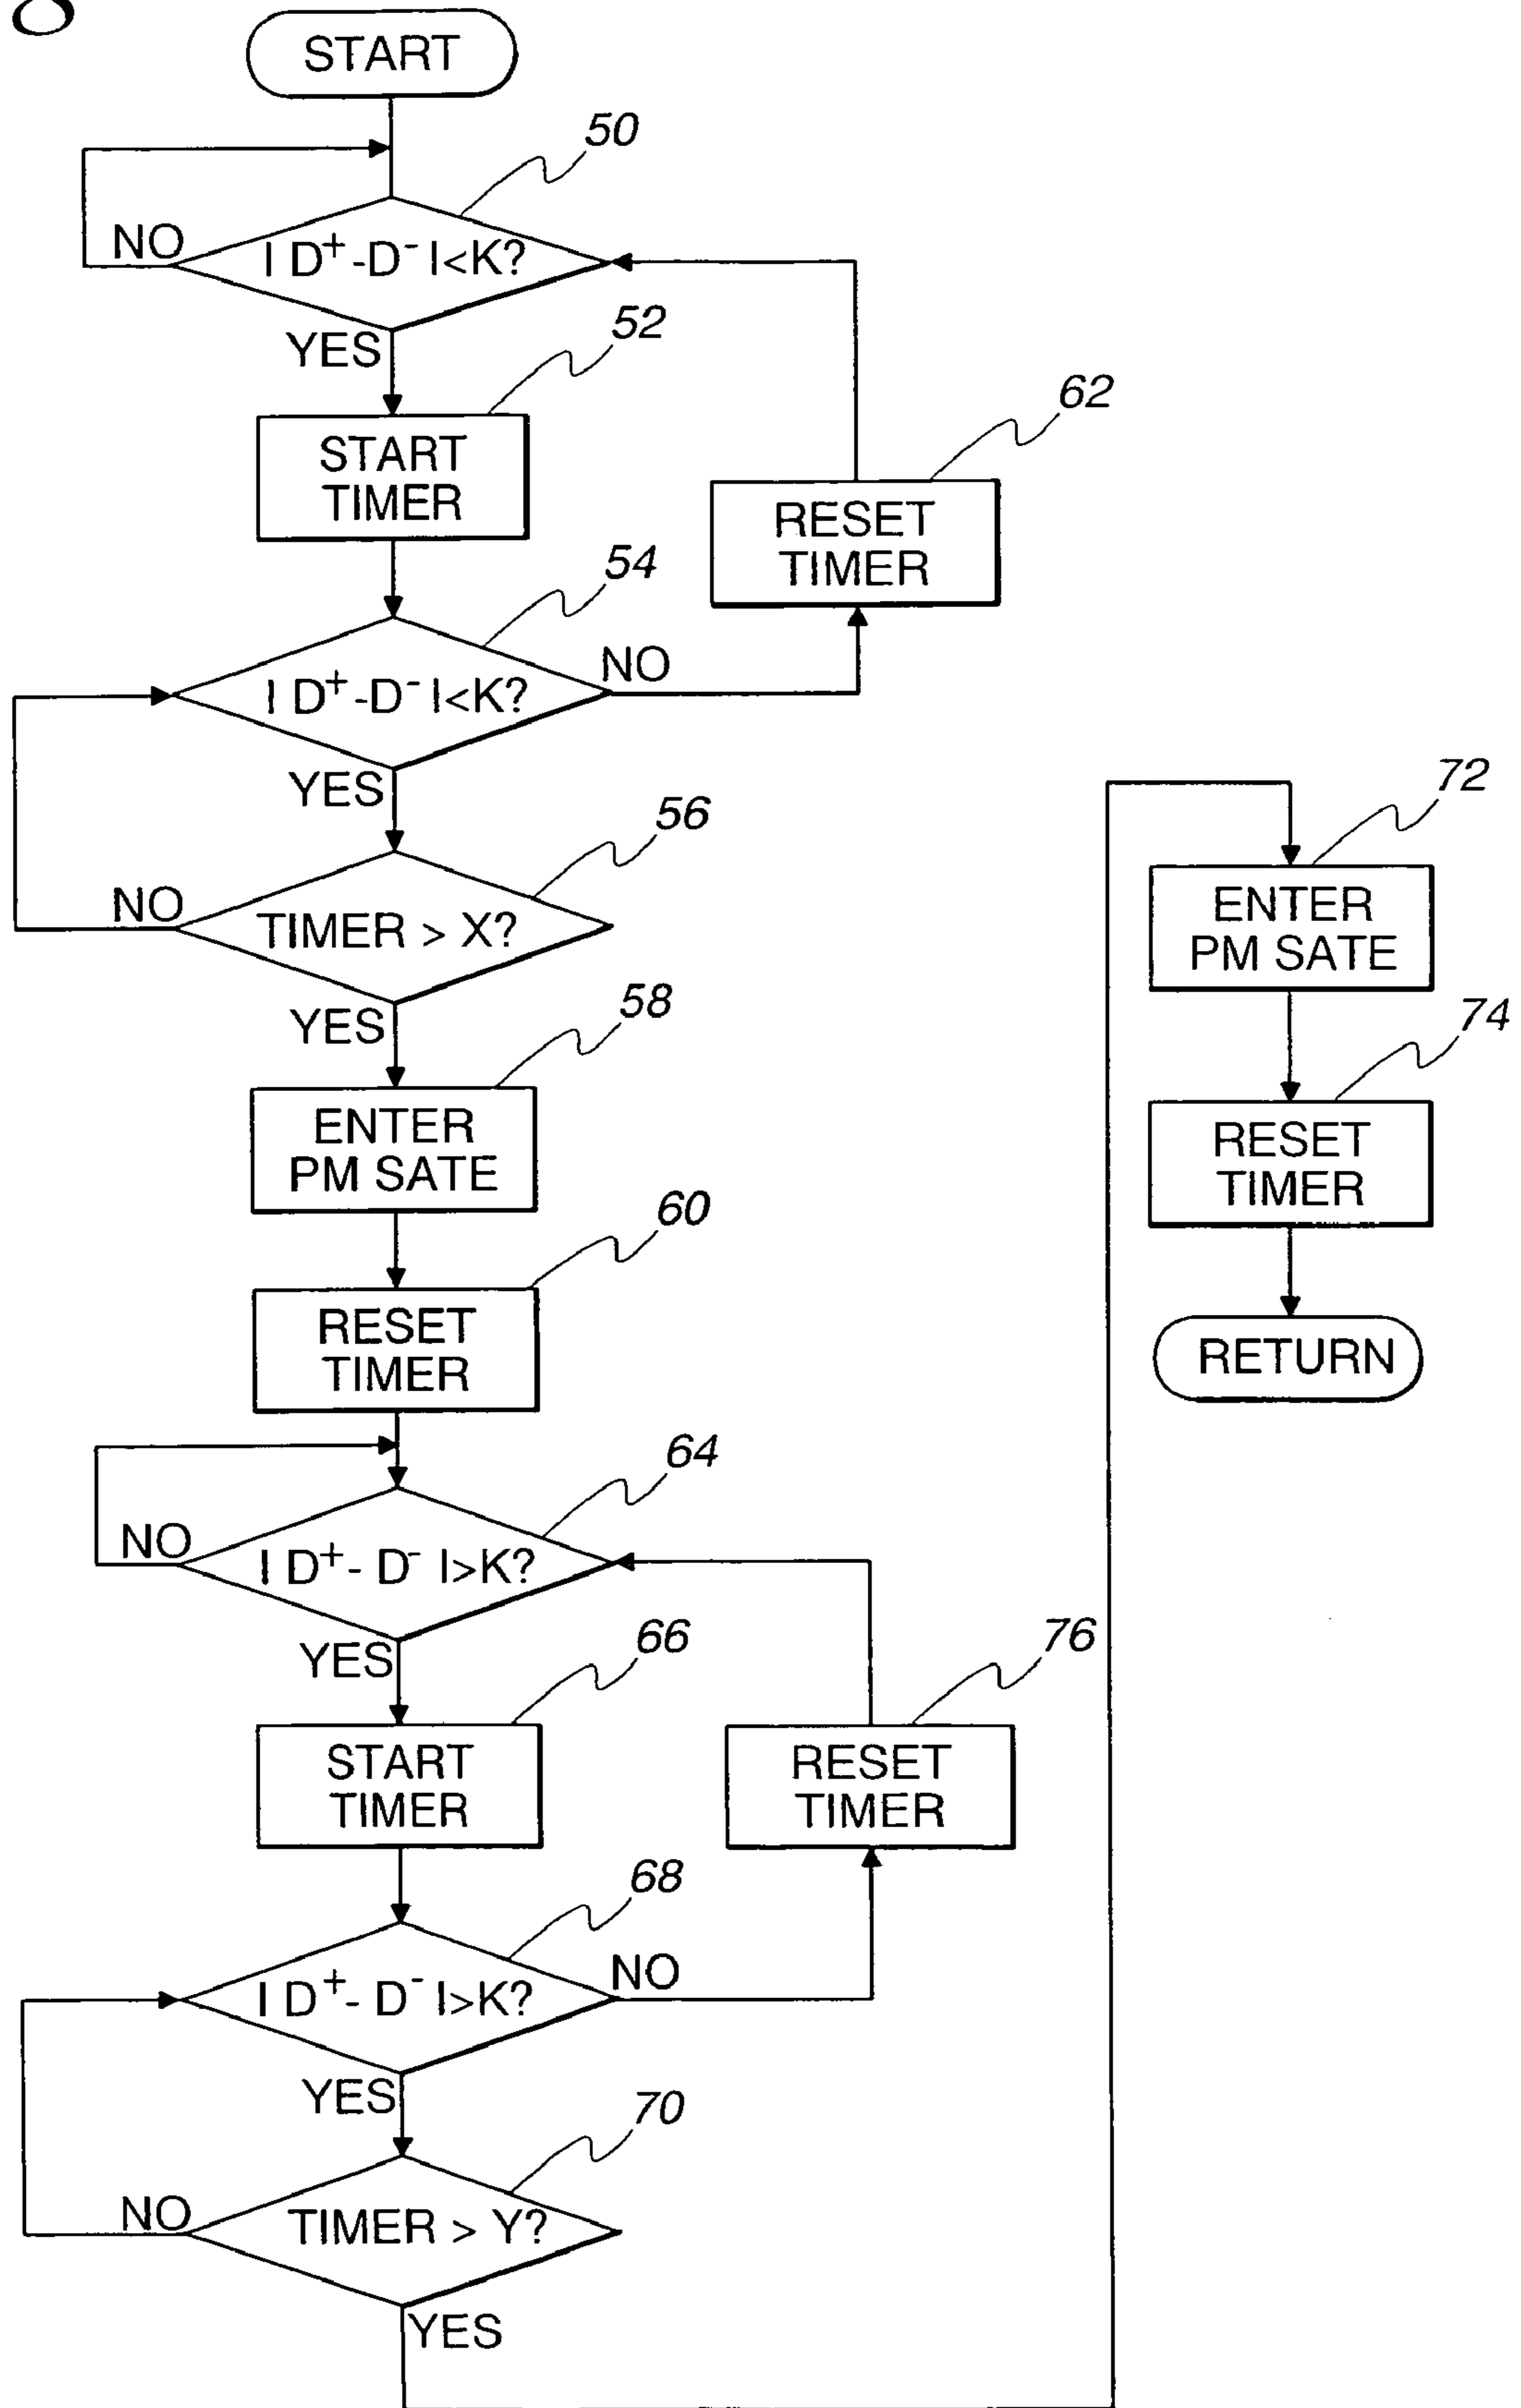 START
50
NO
| D+ -D- |<K?
YES
52
START
TIMER
62
RESET
TIMER
54
NO
| D+ -D- |<K?
YES
56
NO
TIMER > X?
YES
58
ENTER
PM SATE
60
RESET
TIMER
64
NO
| D+ - D- |>K?
YES
66
START
TIMER
76
RESET
TIMER
68
NO
| D+ - D- |>K?
YES
70
NO
TIMER > Y?
YES
72
ENTER
PM SATE
74
RESET
TIMER
RETURN